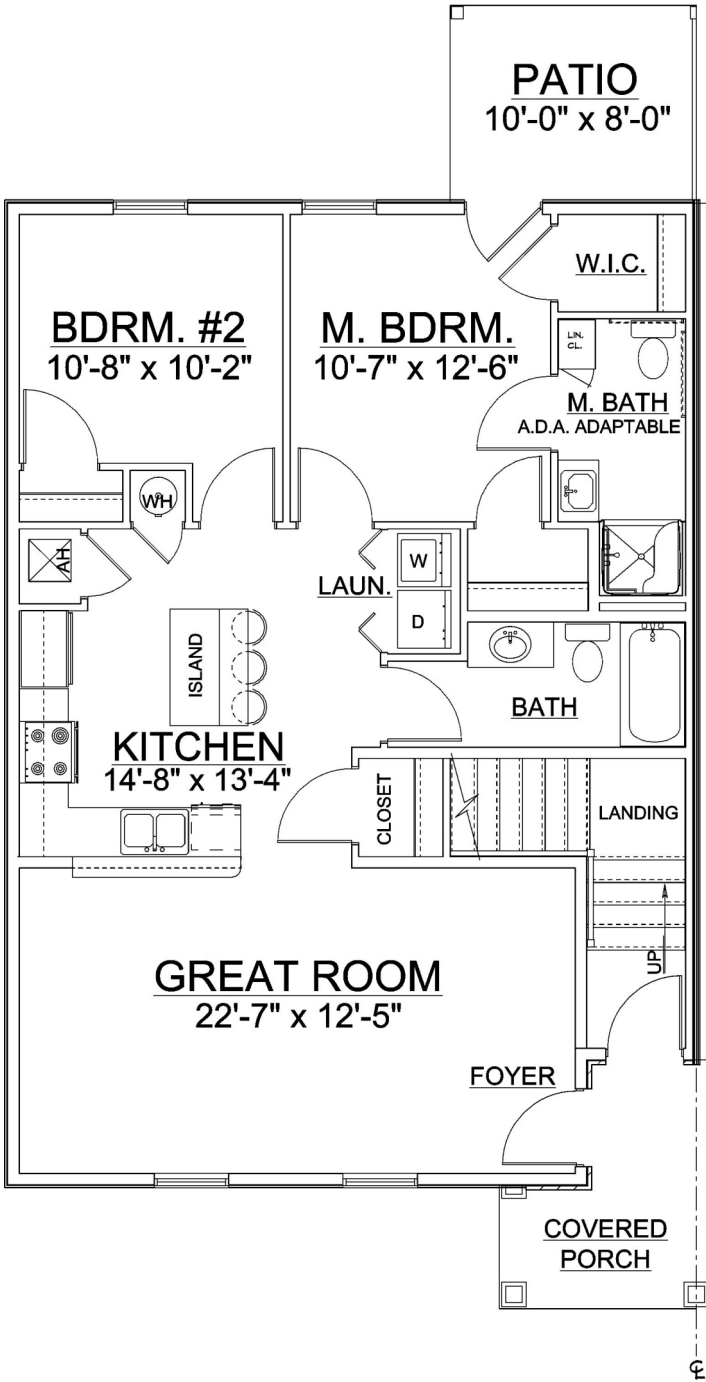 PATIO
10'-0" x 8'-0"
W.I.C.
BDRM. #2
10'-8" x 10'-2"
M. BDRM.
10'-7" x 12'-6"
LIN.
CL.
M. BATH
A.D.A. ADAPTABLE
WH
AH
LAUN.
W
D
ISLAND
BATH
KITCHEN
14'-8" x 13'-4"
CLOSET
LANDING
UP
GREAT ROOM
22'-7" x 12'-5"
FOYER
COVERED
PORCH
℄